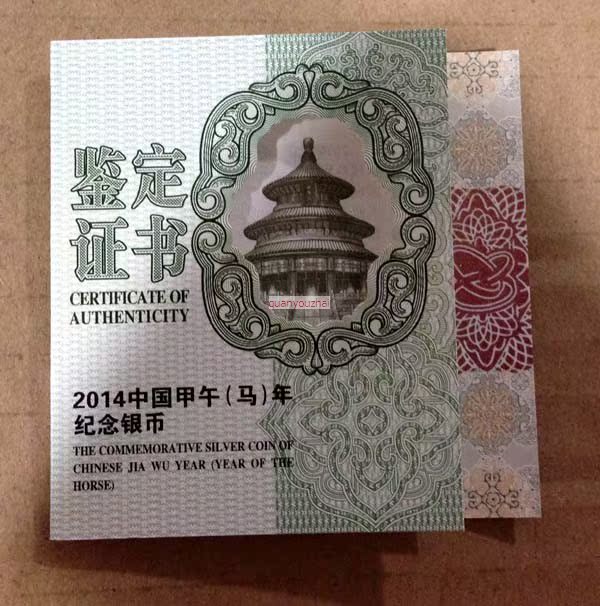 鉴定
证书
CERTIFICATE OF
AUTHENTICITY
quanyouzhai
2014中国甲午(马)年
纪念银币
THE COMMEMORATIVE SILVER COIN OF
CHINESE JIA WU YEAR (YEAR OF THE
HORSE)